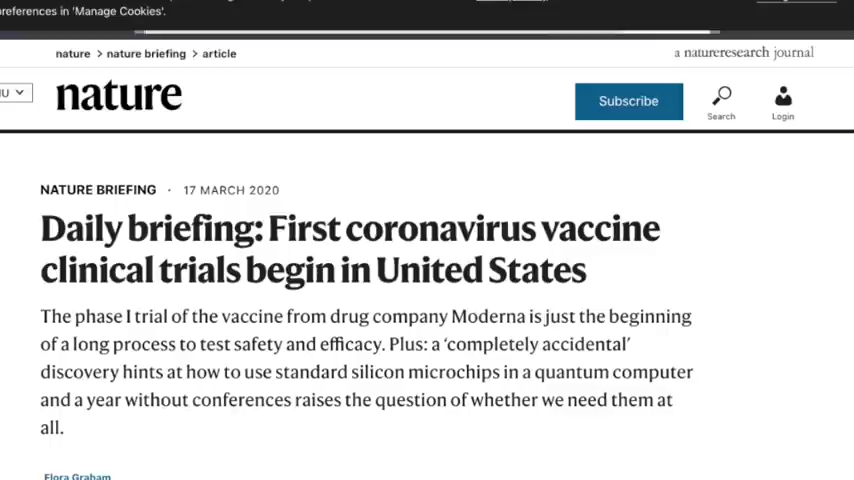 preferences in 'Manage Cookies'.
nature > nature briefing > article
a natureresearch journal
nature
Subscribe
Search
Login
NATURE BRIEFING · 17 MARCH 2020
Daily briefing: First coronavirus vaccine
clinical trials begin in United States
The phase I trial of the vaccine from drug company Moderna is just the beginning
of a long process to test safety and efficacy. Plus: a ‘completely accidental’
discovery hints at how to use standard silicon microchips in a quantum computer
and a year without conferences raises the question of whether we need them at
all.
Flora Graham